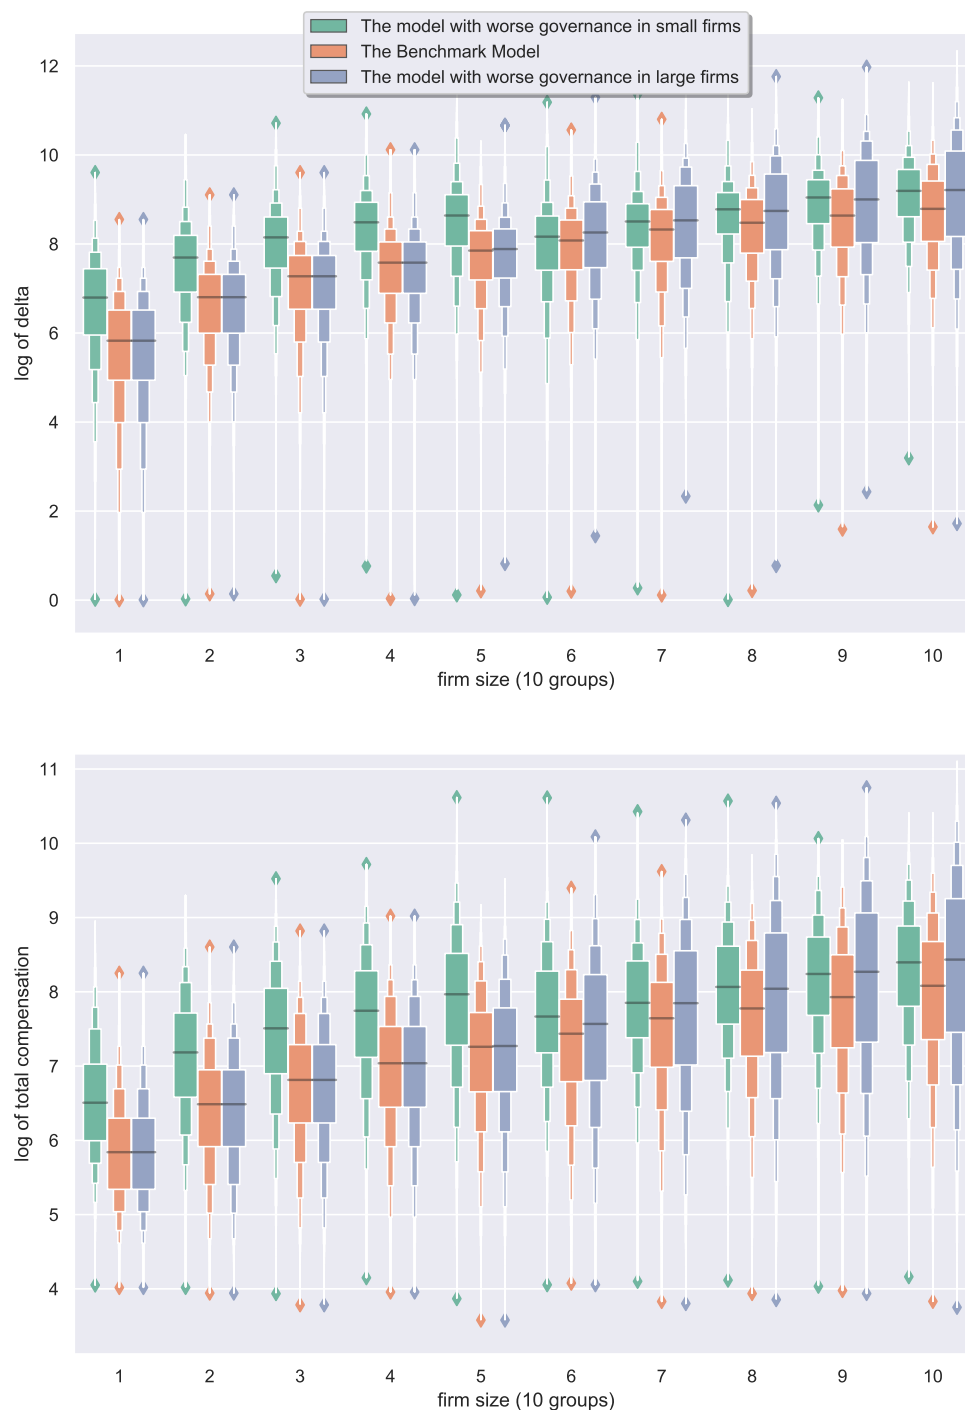 The model with worse governance in small firms
The Benchmark Model
The model with worse governance in large firms
12
10
8
6
4
2
0
log of delta
1 2 3 4 5 6 7 8 9 10
firm size (10 groups)
11
10
9
8
7
6
5
4
log of total compensation
1 2 3 4 5 6 7 8 9 10
firm size (10 groups)